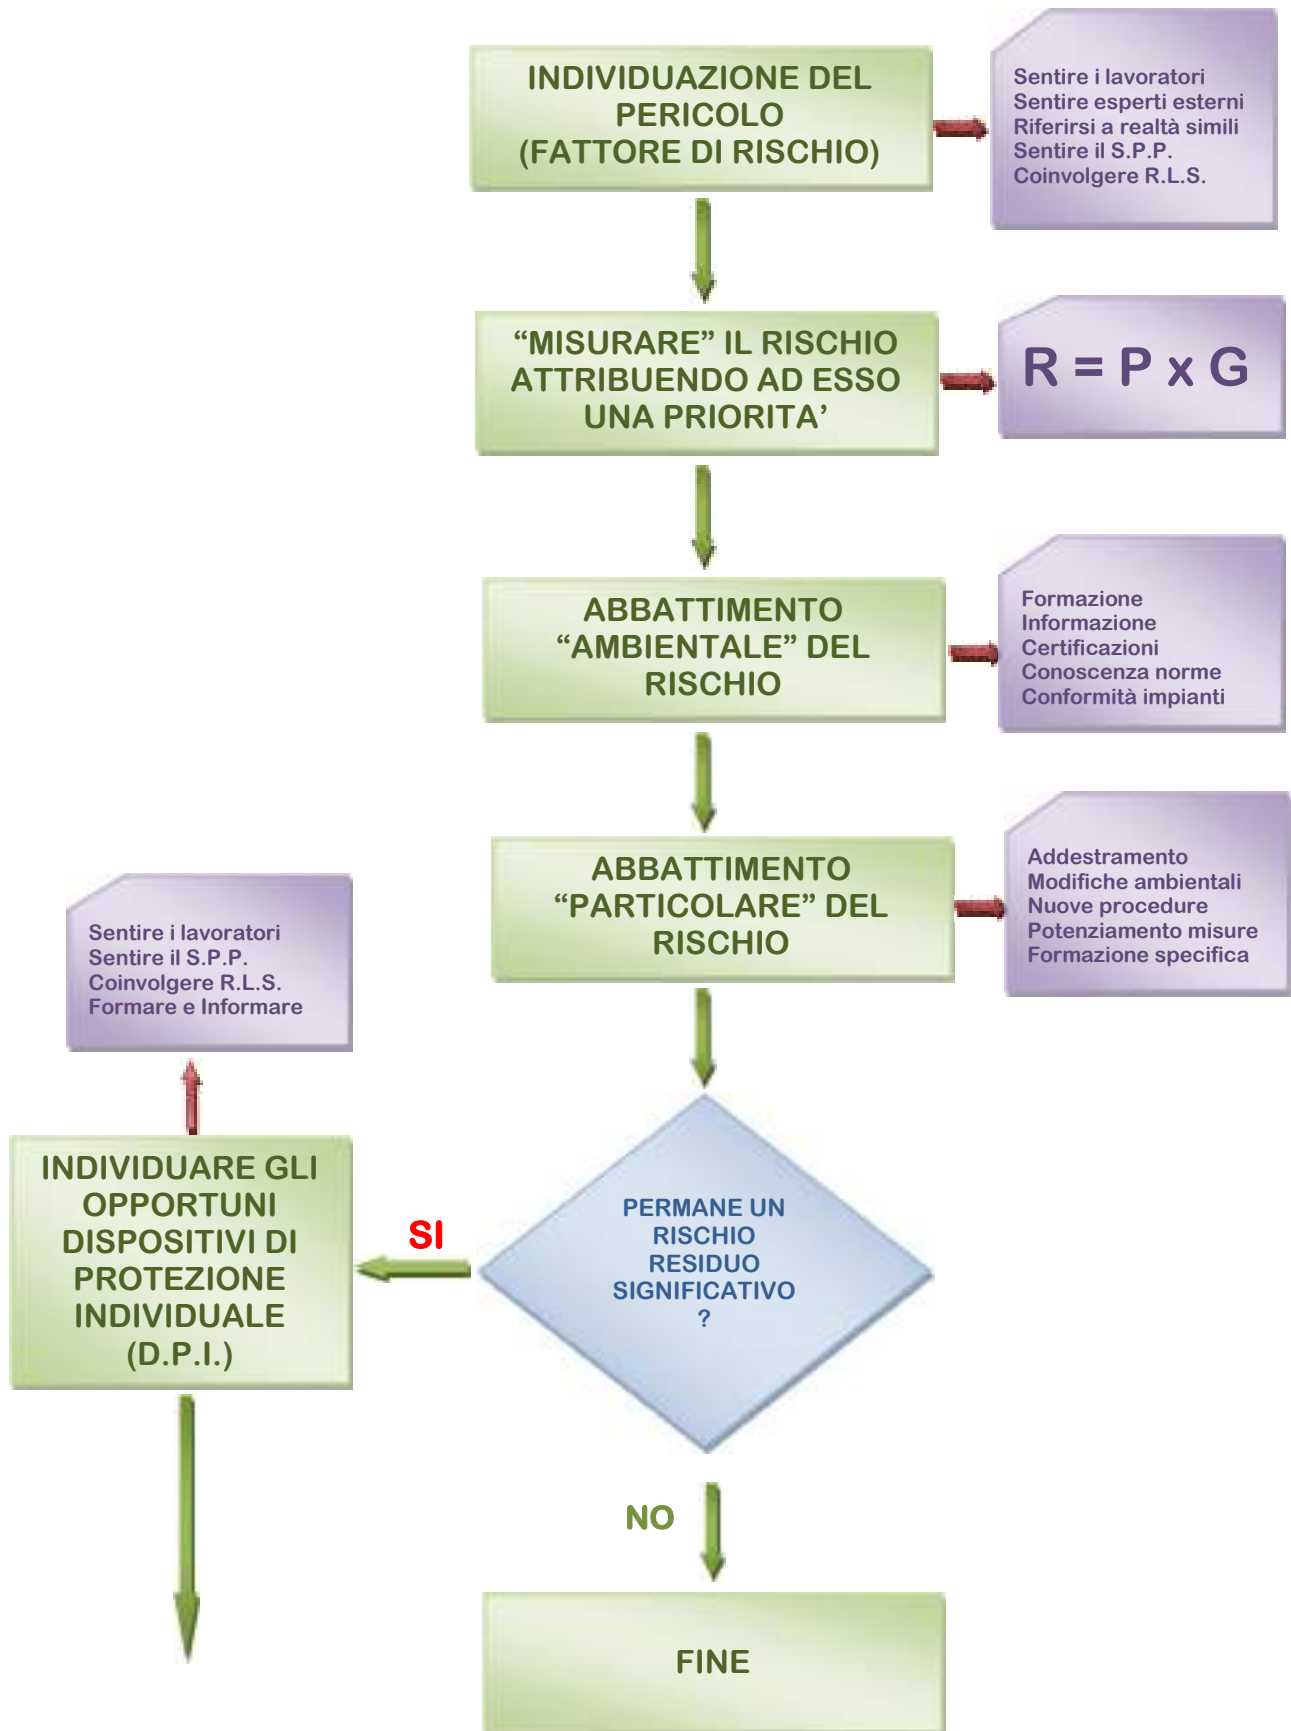 INDIVIDUAZIONE DEL
PERICOLO
(FATTORE DI RISCHIO)
Sentire i lavoratori
Sentire esperti esterni
Riferirsi a realtà simili
Sentire il S.P.P.
Coinvolgere R.L.S.
“MISURARE” IL RISCHIO
ATTRIBUENDO AD ESSO
UNA PRIORITA’
R = P x G
ABBATTIMENTO
“AMBIENTALE” DEL
RISCHIO
Formazione
Informazione
Certificazioni
Conoscenza norme
Conformità impianti
ABBATTIMENTO
“PARTICOLARE” DEL
RISCHIO
Addestramento
Modifiche ambientali
Nuove procedure
Potenziamento misure
Formazione specifica
Sentire i lavoratori
Sentire il S.P.P.
Coinvolgere R.L.S.
Formare e Informare
PERMANE UN
RISCHIO
RESIDUO
SIGNIFICATIVO
?
SI
INDIVIDUARE GLI
OPPORTUNI
DISPOSITIVI DI
PROTEZIONE
INDIVIDUALE
(D.P.I.)
NO
FINE